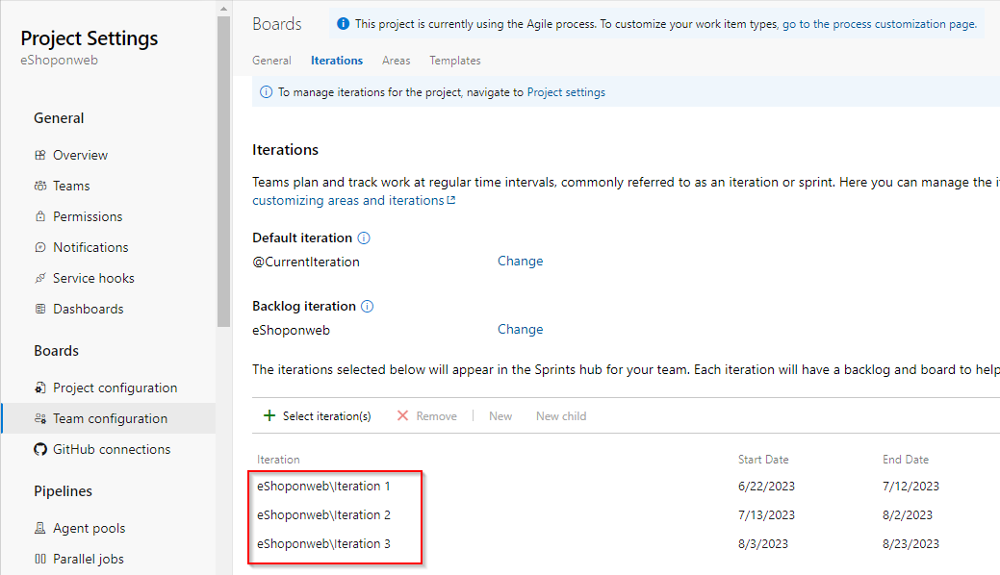 Project Settings
eShoponweb
General
Overview
Teams
Permissions
Notifications
Service hooks
Dashboards
Boards
Project configuration
Team configuration
GitHub connections
Pipelines
Agent pools
Parallel jobs
Boards
This project is currently using the Agile process. To customize your work item types, go to the process customization page.
General Iterations Areas Templates
To manage iterations for the project, navigate to Project settings
Iterations
Teams plan and track work at regular time intervals, commonly referred to as an iteration or sprint. Here you can manage the
customizing areas and iterations
Default iteration
@CurrentIteration Change
Backlog iteration
eShoponweb Change
The iterations selected below will appear in the Sprints hub for your team. Each iteration will have a backlog and board to help
+ Select iteration(s) Remove | New New child
Iteration Start Date End Date
eShoponweb\Iteration 1 6/22/2023 7/12/2023
eShoponweb\Iteration 2 7/13/2023 8/2/2023
eShoponweb\Iteration 3 8/3/2023 8/23/2023